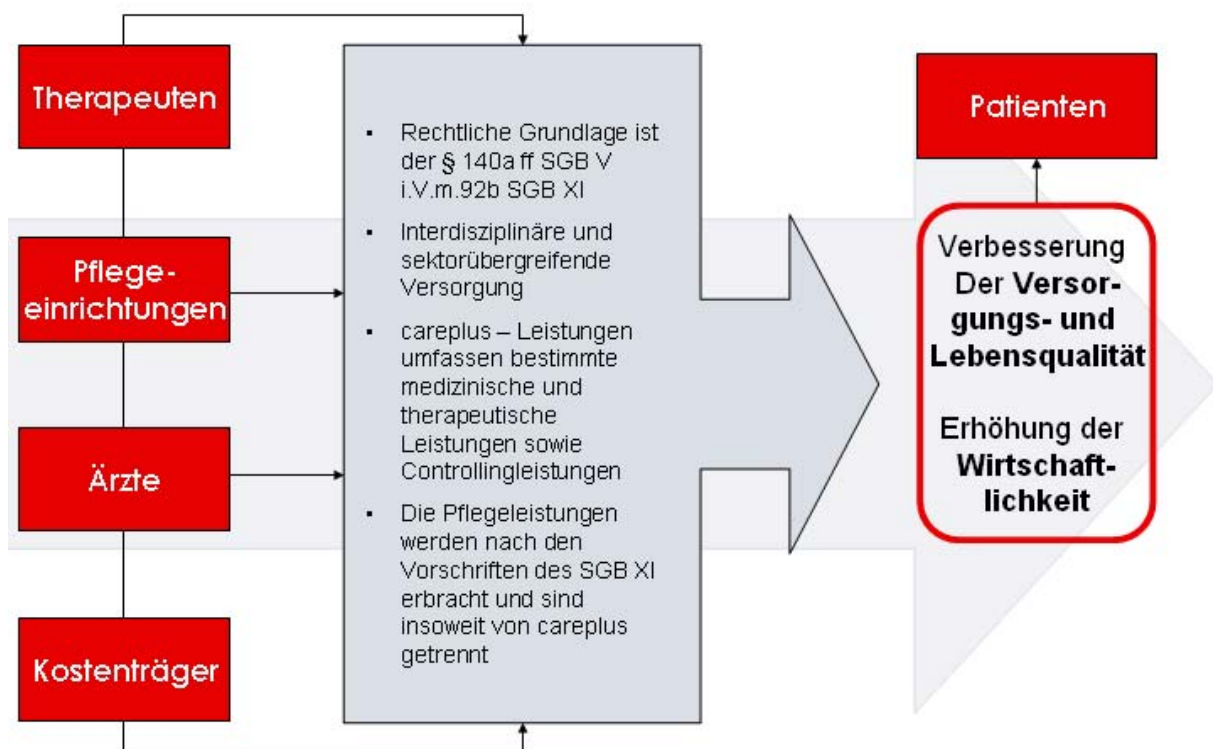 Therapeuten
Pflege-
einrichtungen
Ärzte
Kostenträger
▪ Rechtliche Grundlage ist
der § 140a ff SGB V
i.V.m.92b SGB XI
▪ Interdisziplinäre und
sektorübergreifende
Versorgung
▪ careplus – Leistungen
umfassen bestimmte
medizinische und
therapeutische
Leistungen sowie
Controllingleistungen
▪ Die Pflegeleistungen
werden nach den
Vorschriften des SGB XI
erbracht und sind
insoweit von careplus
getrennt
Patienten
Verbesserung
Der Versor-
gungs- und
Lebensqualität
Erhöhung der
Wirtschaft-
lichkeit